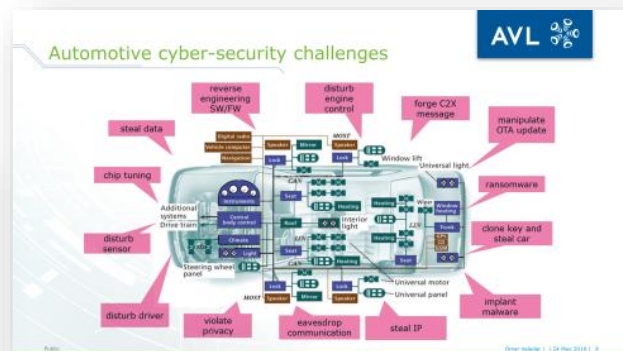 AVL
Automotive cyber-security challenges
reverse
engineering
SW/FW
disturb
engine
control
forge C2X
message
manipulate
OTA update
steal data
chip tuning
disturb
sensor
disturb driver
violate
privacy
eavesdrop
communication
steal IP
implant
malware
clone key and
steal car
ransomware
Digital radio
Vehicle computer
Navigation
MOST
Speaker
Mirror
Speaker
Lock
Lock
Window lift
Universal light
CAN
Instruments
Seat
Heating
Heating
Wiper
Window
heating
Additional
systems
Drive train
Central
body control
Roof
Interior
light
LIN
Trunk
Climate
LIN
Heating
Light
Seat
Heating
Seat
Steering wheel
panel
CAN
Universal motor
Universal panel
Lock
Lock
MOST
Speaker
Mirror
Speaker
Public